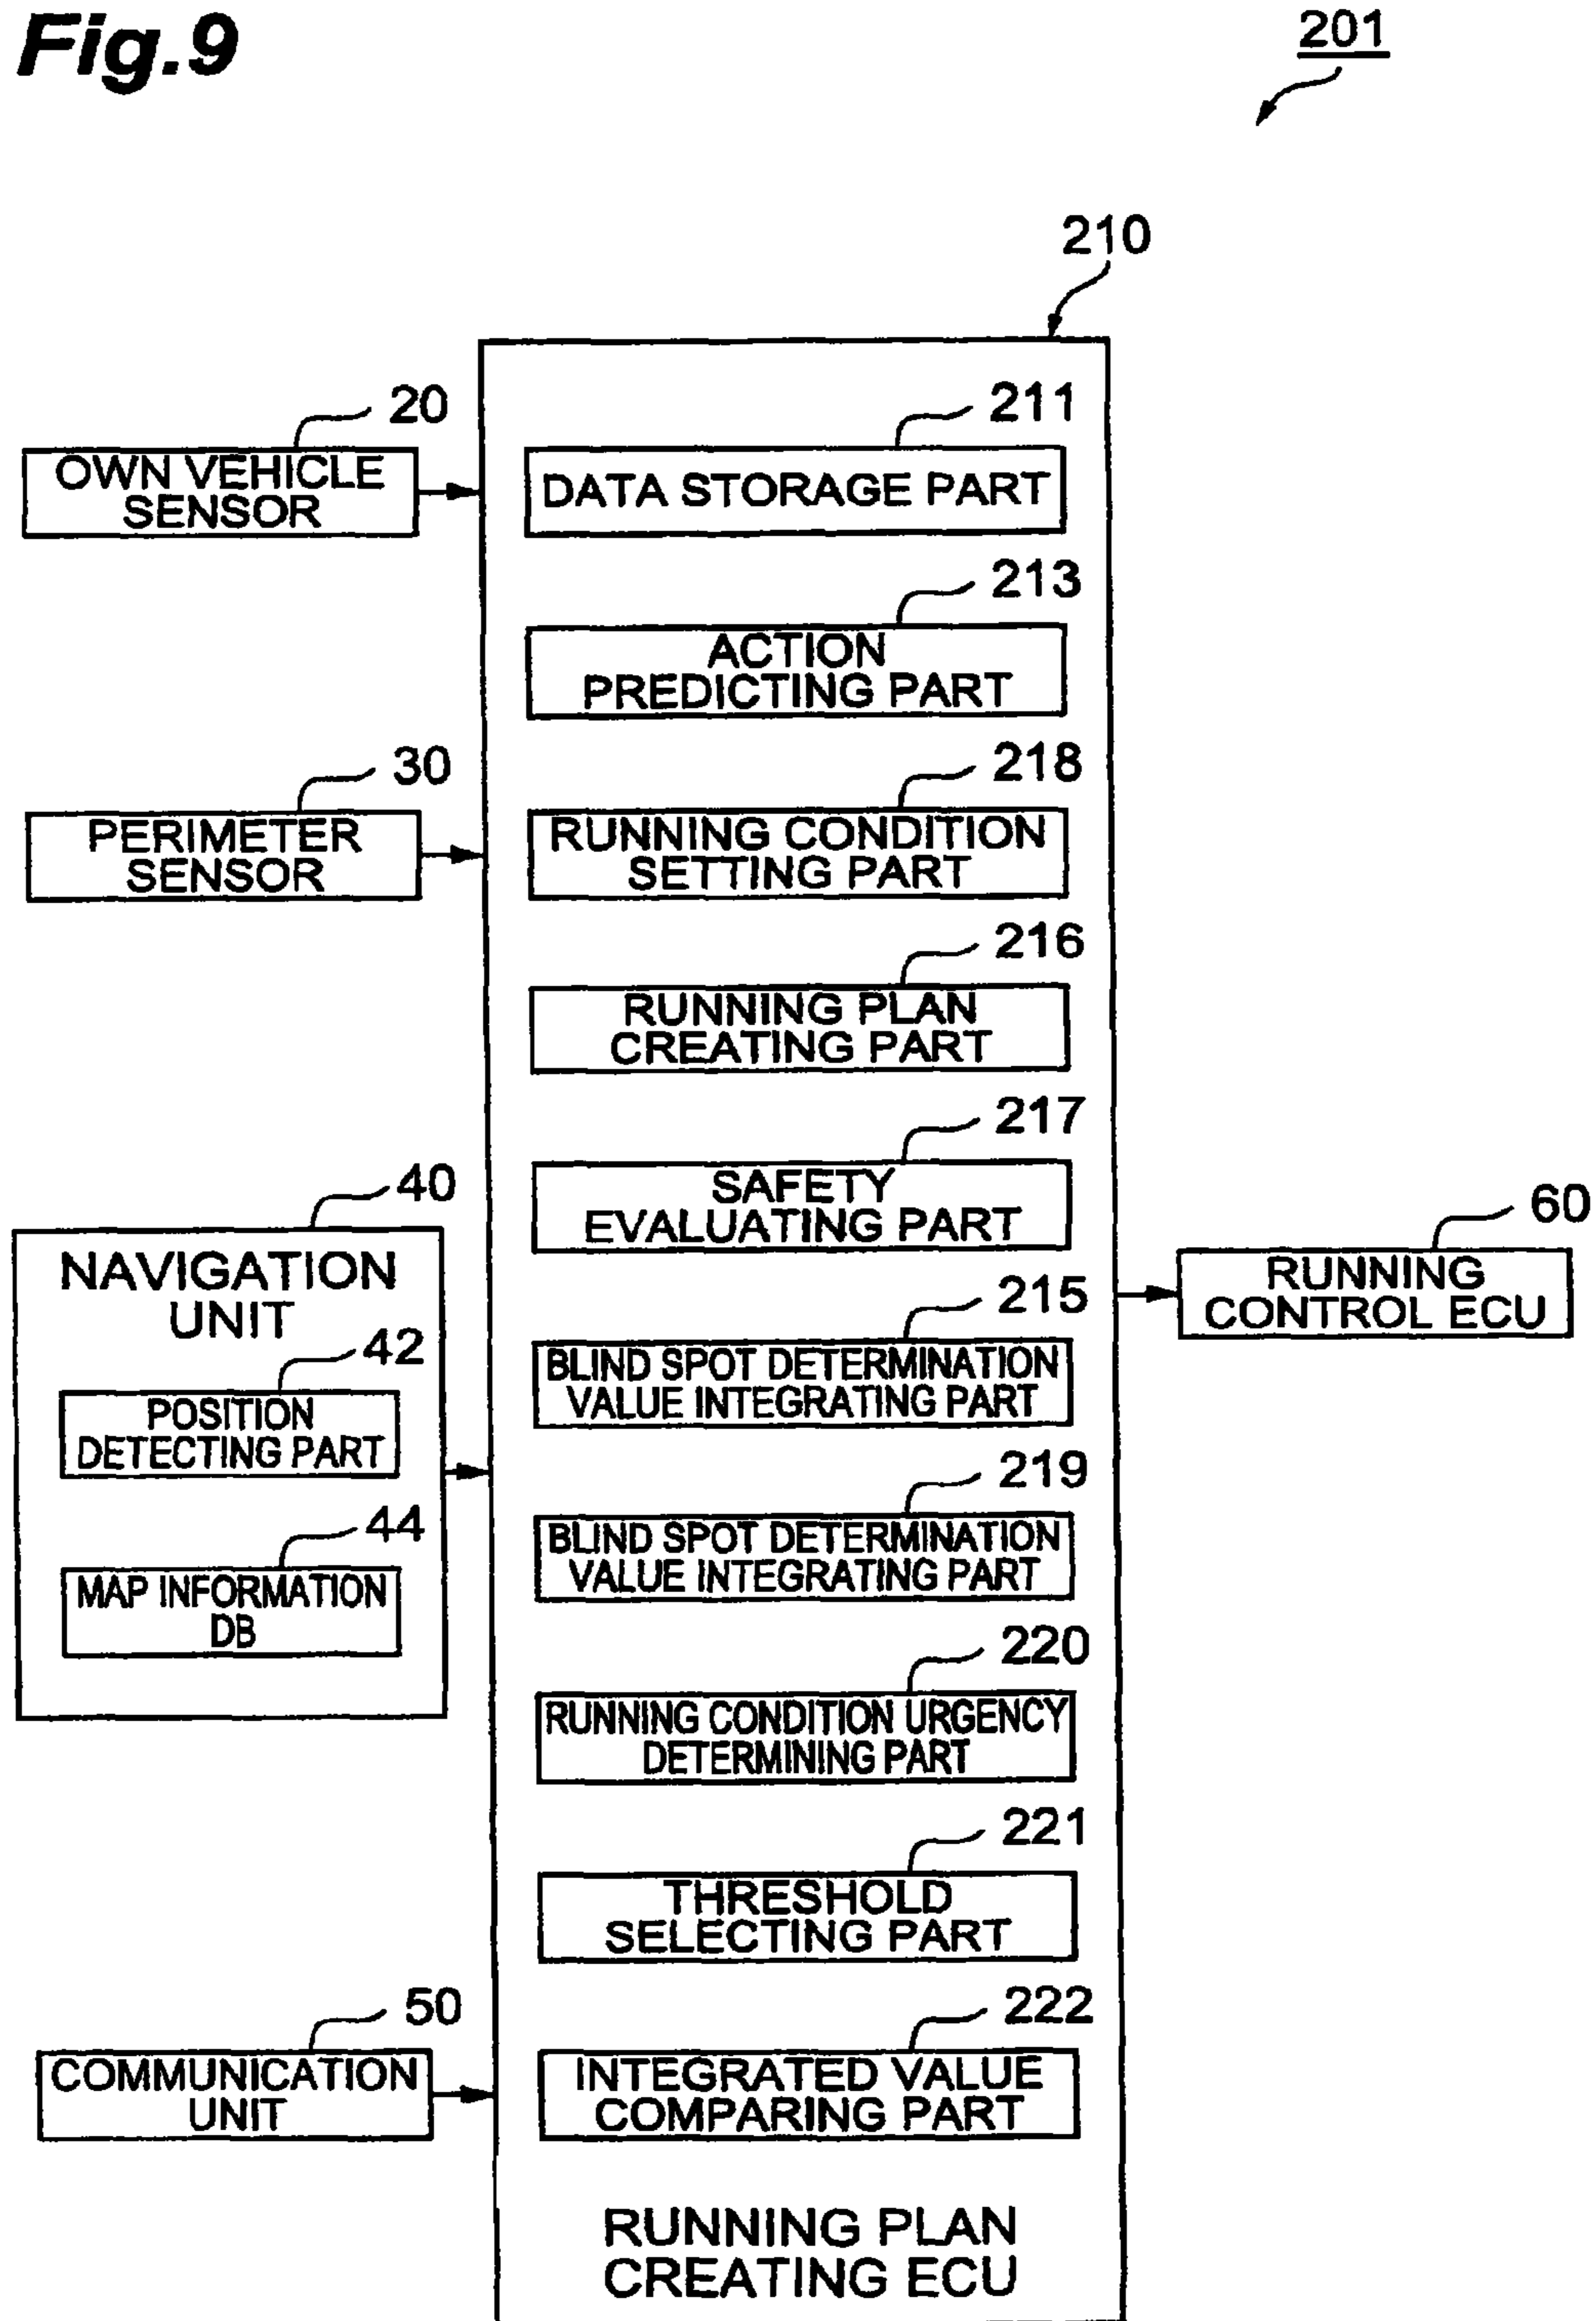 Fig.9
201
210
20
OWN VEHICLE
SENSOR
211
DATA STORAGE PART
213
ACTION
PREDICTING PART
30
PERIMETER
SENSOR
218
RUNNING CONDITION
SETTING PART
216
RUNNING PLAN
CREATING PART
217
SAFETY
EVALUATING PART
40
NAVIGATION
UNIT
42
POSITION
DETECTING PART
44
MAP INFORMATION
DB
215
BLIND SPOT DETERMINATION
VALUE INTEGRATING PART
219
BLIND SPOT DETERMINATION
VALUE INTEGRATING PART
220
RUNNING CONDITION URGENCY
DETERMINING PART
221
THRESHOLD
SELECTING PART
50
COMMUNICATION
UNIT
222
INTEGRATED VALUE
COMPARING PART
RUNNING PLAN
CREATING ECU
60
RUNNING
CONTROL ECU